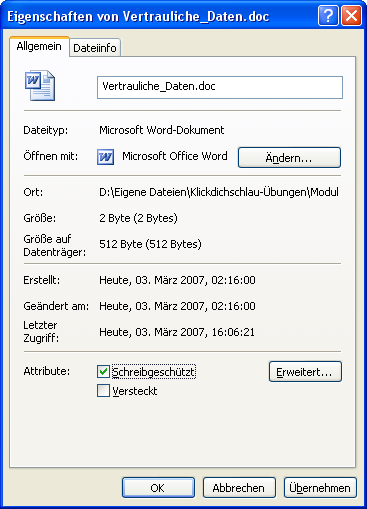 Eigenschaften von Vertrauliche_Daten.doc
Allgemein Dateiinfo
Vertrauliche_Daten.doc
Dateityp: Microsoft Word-Dokument
Öffnen mit: Microsoft Office Word Ändern...
Ort: D:\Eigene Dateien\Klickdichschlau-Übungen\Modul
Größe: 2 Byte (2 Bytes)
Größe auf Datenträger: 512 Byte (512 Bytes)
Erstellt: Heute, 03. März 2007, 02:16:00
Geändert am: Heute, 03. März 2007, 02:16:00
Letzter Zugriff: Heute, 03. März 2007, 16:06:21
Attribute: Schreibgeschützt Erweitert...
Versteckt
OK Abbrechen Übernehmen